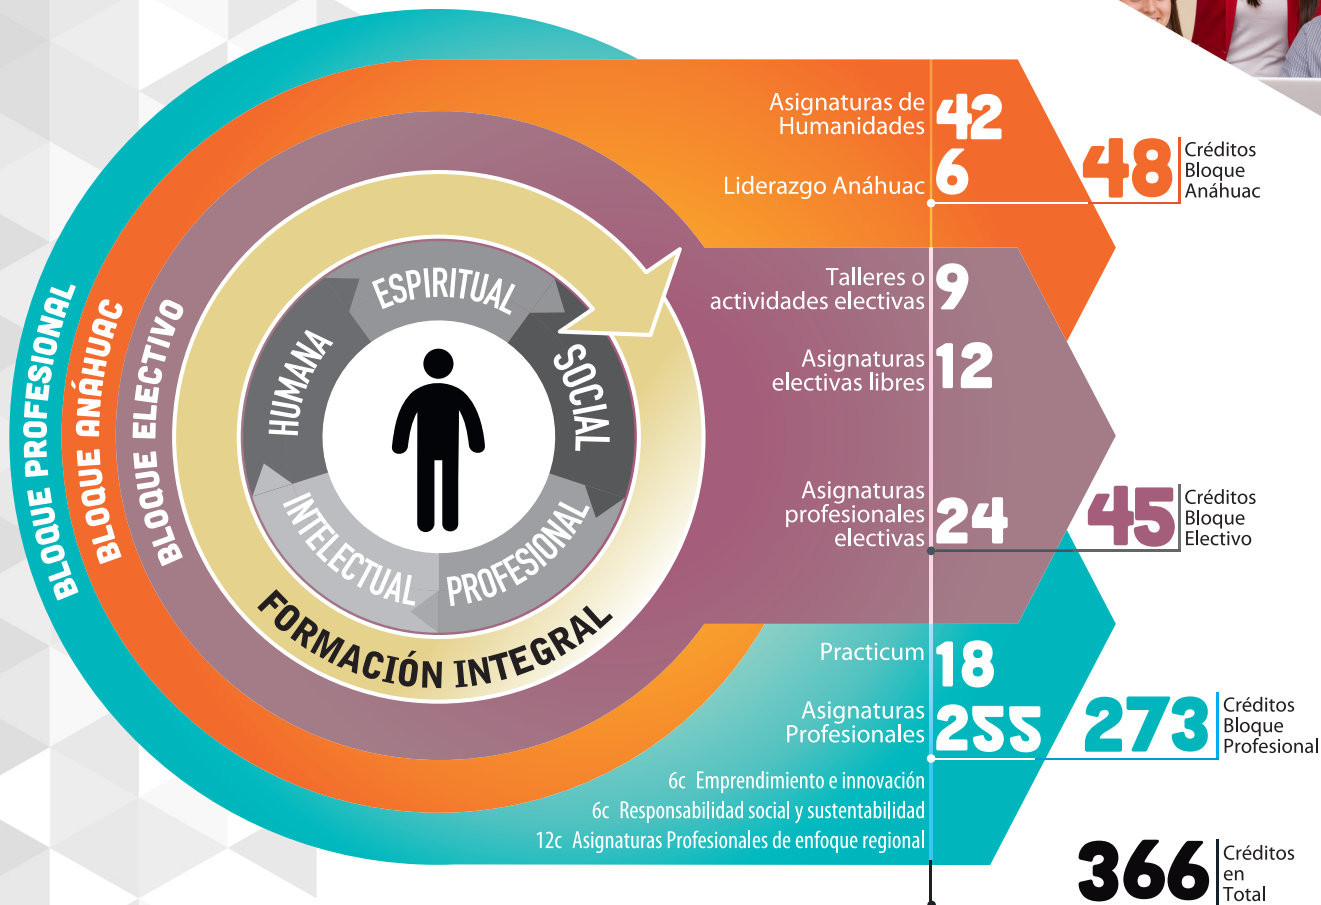 BLOQUE PROFESIONAL
BLOQUE ANÁHUAC
BLOQUE ELECTIVO
FORMACIÓN INTEGRAL
HUMANA
ESPIRITUAL
SOCIAL
PROFESIONAL
INTELECTUAL
Asignaturas de
Humanidades
42
Liderazgo Anáhuac
6
48
Créditos
Bloque
Anáhuac
Talleres o
actividades electivas
9
Asignaturas
electivas libres
12
Asignaturas
profesionales
electivas
24
45
Créditos
Bloque
Electivo
Practicum
18
Asignaturas
Profesionales
255
273
Créditos
Bloque
Profesional
6c Emprendimiento e innovación
6c Responsabilidad social y sustentabilidad
12c Asignaturas Profesionales de enfoque regional
366
Créditos
en
Total